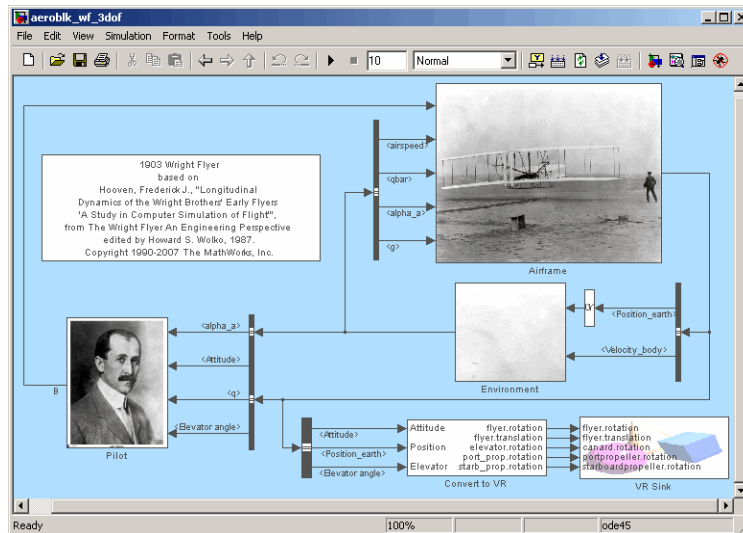 aeroblk_wf_3dof
File Edit View Simulation Format Tools Help
10 Normal
1903 Wright Flyer
based on
Hooven, Frederick J., "Longitudinal
Dynamics of the Wright Brothers' Early Flyers
'A Study in Computer Simulation of Flight'",
from The Wright Flyer An Engineering Perspective
edited by Howard S. Wolko, 1987.
Copyright 1990-2007 The MathWorks, Inc.
<airspeed>
<qbar>
<alpha_a>
<g>
Airframe
<Position_earth>
<Velocity_body>
Environment
<alpha_a>
<Attitude>
<q>
<Elevator angle>
B
Pilot
<Attitude>
<Position_earth>
<Elevator angle>
Attitude
Position
Elevator
flyer.rotation
flyer.translation
elevator.rotation
port_prop.rotation
starb_prop.rotation
Convert to VR
flyer.rotation
flyer.translation
canard.rotation
portpropeller.rotation
starboardpropeller.rotation
VR Sink
Ready 100% ode45